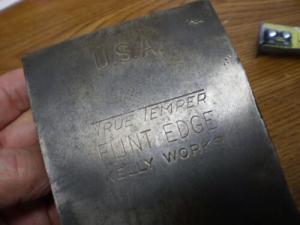 U.S.A.
TRUE TEMPER
FLINT EDGE
KELLY WORKS